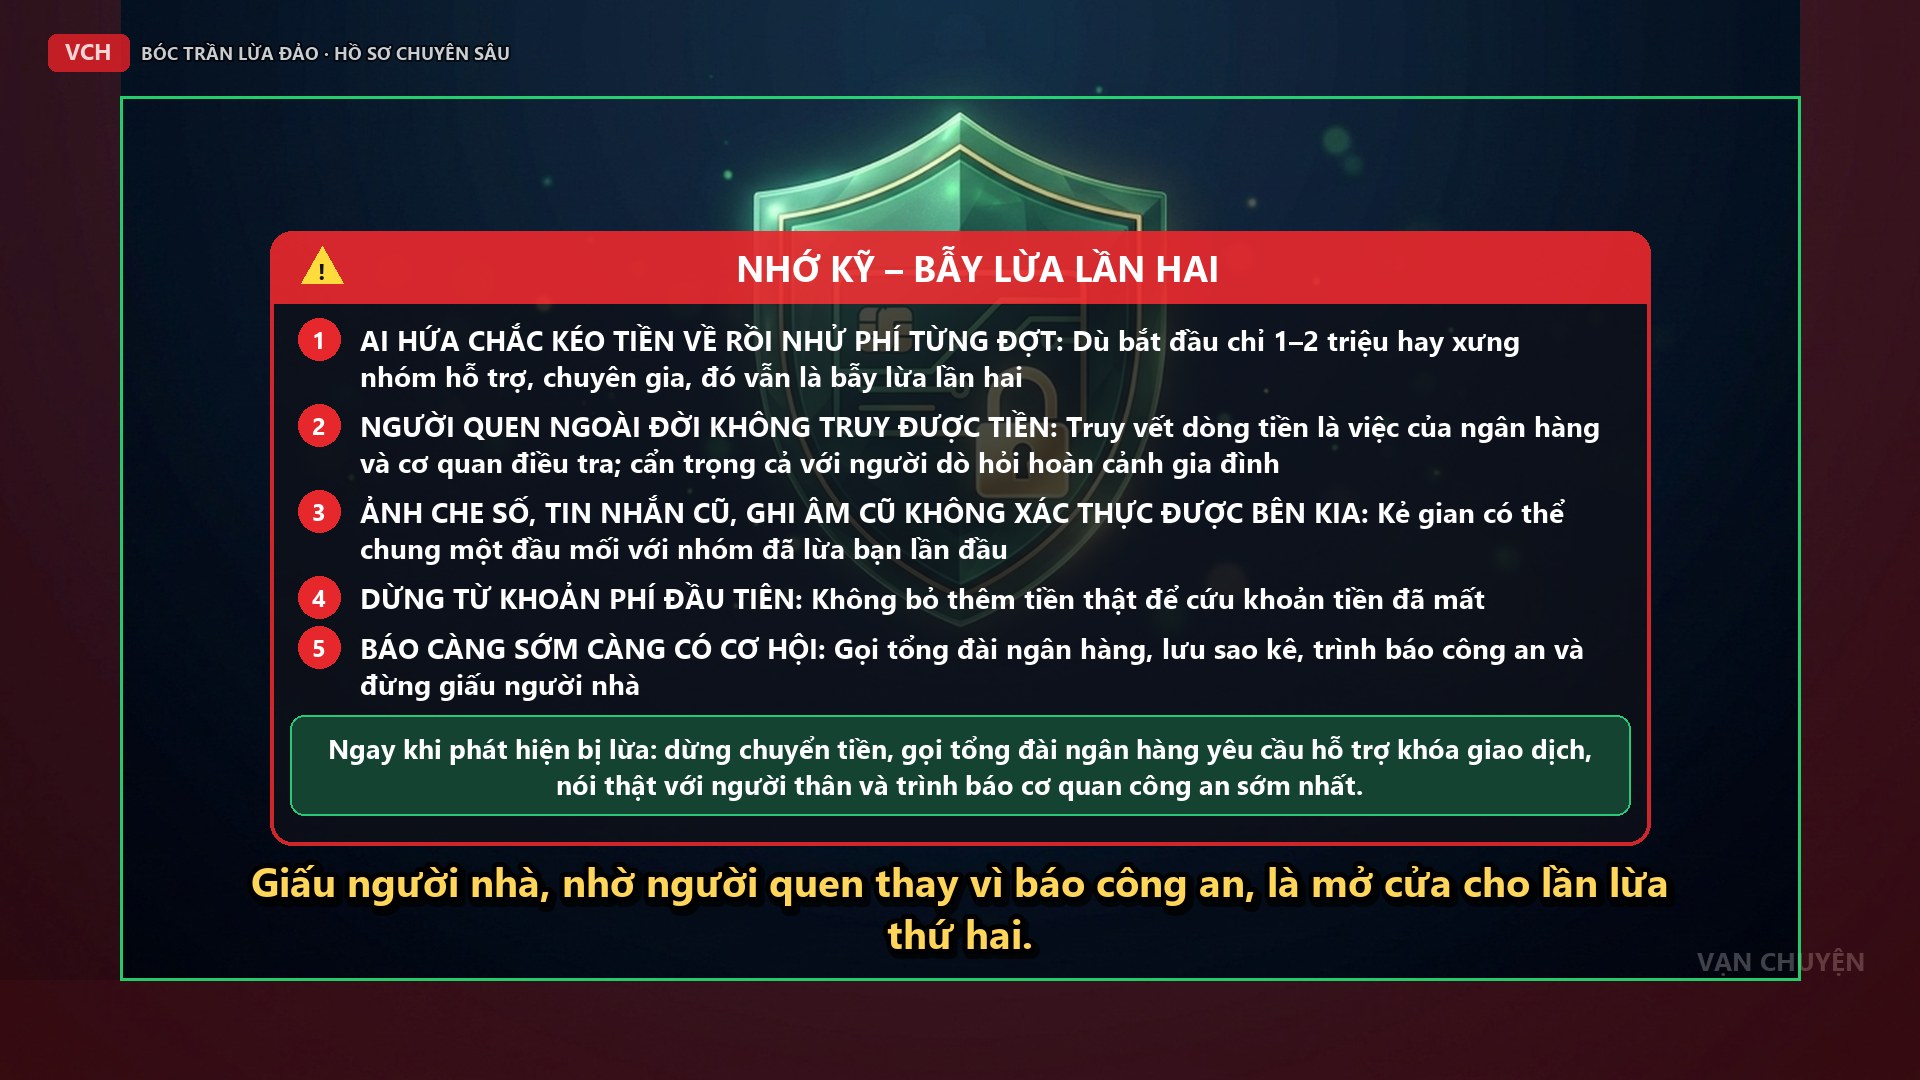 VCH
BÓC TRẦN LỪA ĐẢO · HỒ SƠ CHUYÊN SÂU
!
NHỚ KỸ – BẪY LỪA LẦN HAI
1
AI HỨA CHẮC KÉO TIỀN VỀ RỒI NHỬ PHÍ TỪNG ĐỢT: Dù bắt đầu chỉ 1–2 triệu hay xưng
nhóm hỗ trợ, chuyên gia, đó vẫn là bẫy lừa lần hai
2
NGƯỜI QUEN NGOÀI ĐỜI KHÔNG TRUY ĐƯỢC TIỀN: Truy vết dòng tiền là việc của ngân hàng
và cơ quan điều tra; cẩn trọng cả với người dò hỏi hoàn cảnh gia đình
3
ẢNH CHE SỐ, TIN NHẮN CŨ, GHI ÂM CŨ KHÔNG XÁC THỰC ĐƯỢC BÊN KIA: Kẻ gian có thể
chung một đầu mối với nhóm đã lừa bạn lần đầu
4
DỪNG TỪ KHOẢN PHÍ ĐẦU TIÊN: Không bỏ thêm tiền thật để cứu khoản tiền đã mất
5
BÁO CÀNG SỚM CÀNG CÓ CƠ HỘI: Gọi tổng đài ngân hàng, lưu sao kê, trình báo công an và
đừng giấu người nhà
Ngay khi phát hiện bị lừa: dừng chuyển tiền, gọi tổng đài ngân hàng yêu cầu hỗ trợ khóa giao dịch,
nói thật với người thân và trình báo cơ quan công an sớm nhất.
Giấu người nhà, nhờ người quen thay vì báo công an, là mở cửa cho lần lừa
thứ hai.
VẠN CHUYỆN